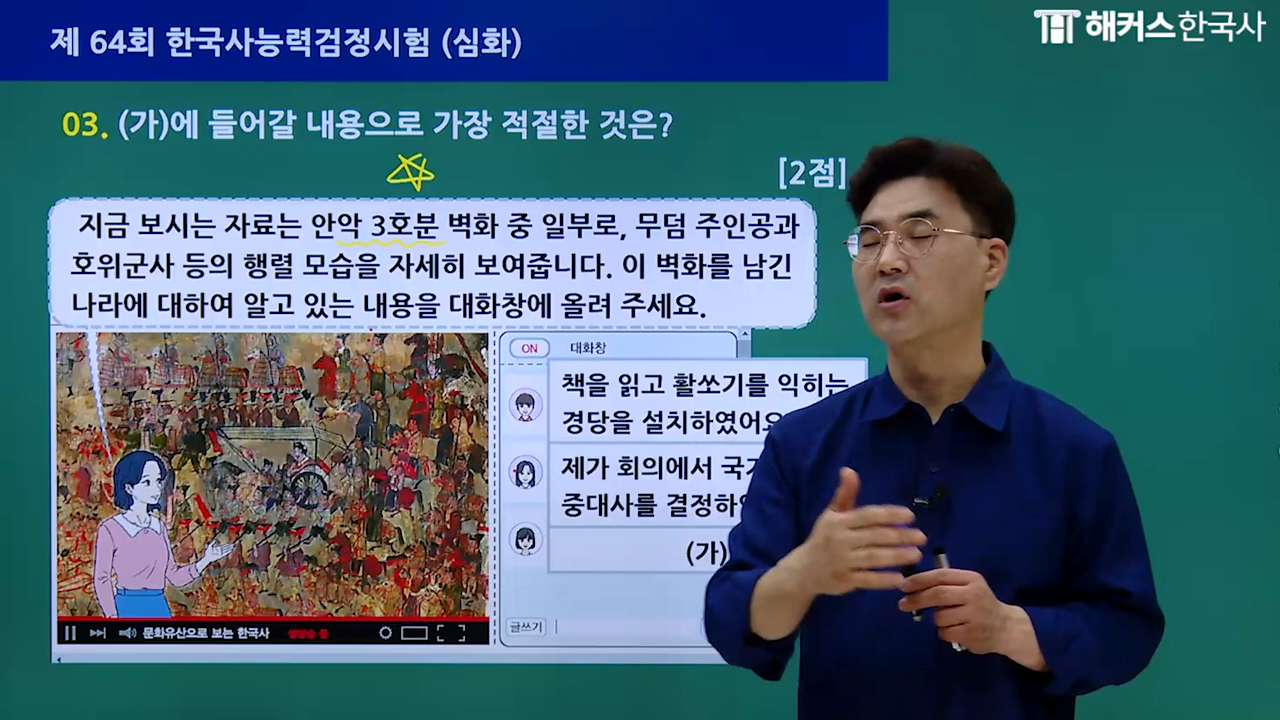 제 64회 한국사능력검정시험 (심화)
해커스한국사
03. (가)에 들어갈 내용으로 가장 적절한 것은?
[2점]
지금 보시는 자료는 안악 3호분 벽화 중 일부로, 무덤 주인공과
호위군사 등의 행렬 모습을 자세히 보여줍니다. 이 벽화를 남긴
나라에 대하여 알고 있는 내용을 대화창에 올려 주세요.
ON 대화창
책을 읽고 활쏘기를 익히는
경당을 설치하였어요
제가 회의에서
중대사를
(가)
문화유산으로 보는 한국사
글쓰기